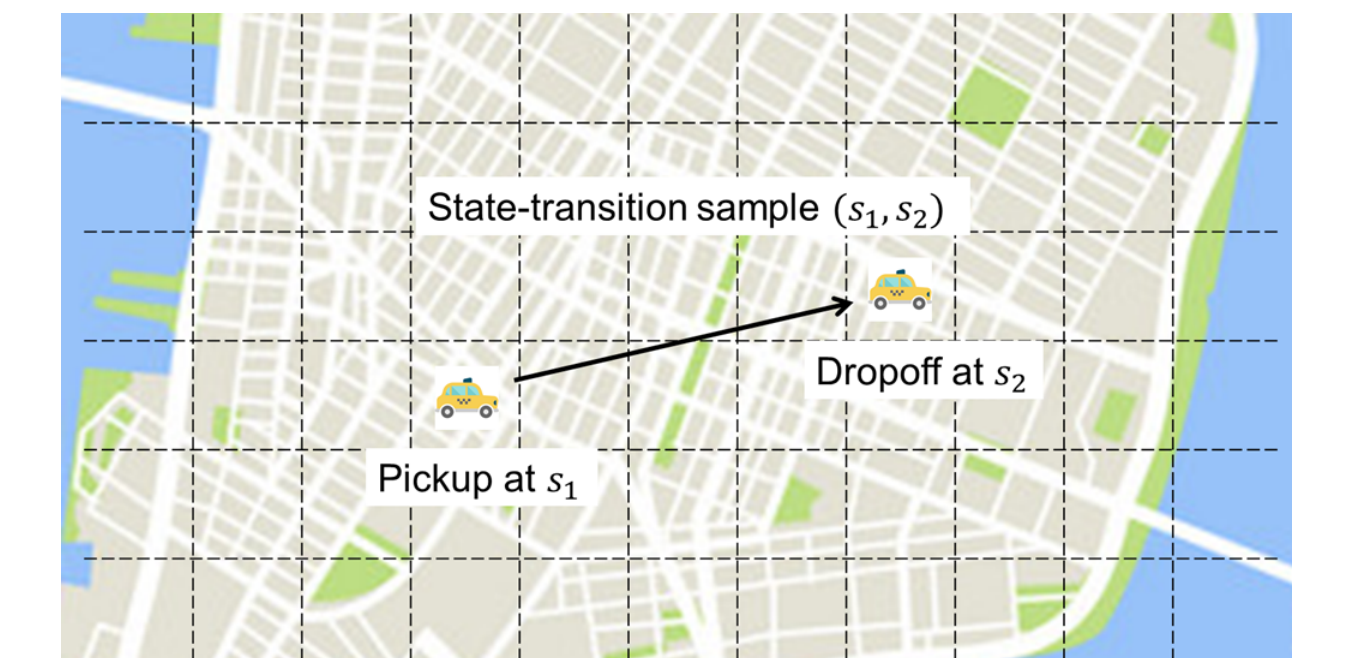 State-transition sample (s₁, s₂)
Dropoff at s₂
Pickup at s₁